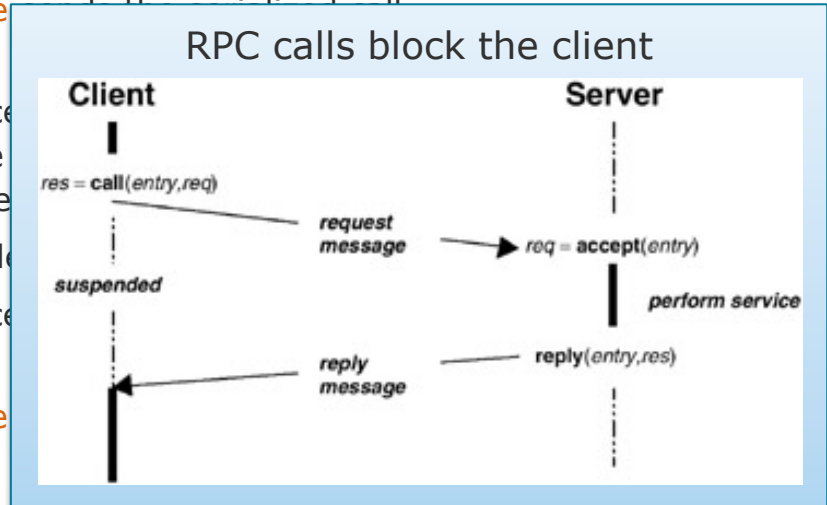 RPC calls block the client
Client Server
res = call(entry,req)
request
message
req = accept(entry)
suspended
perform service
reply
message
reply(entry,res)